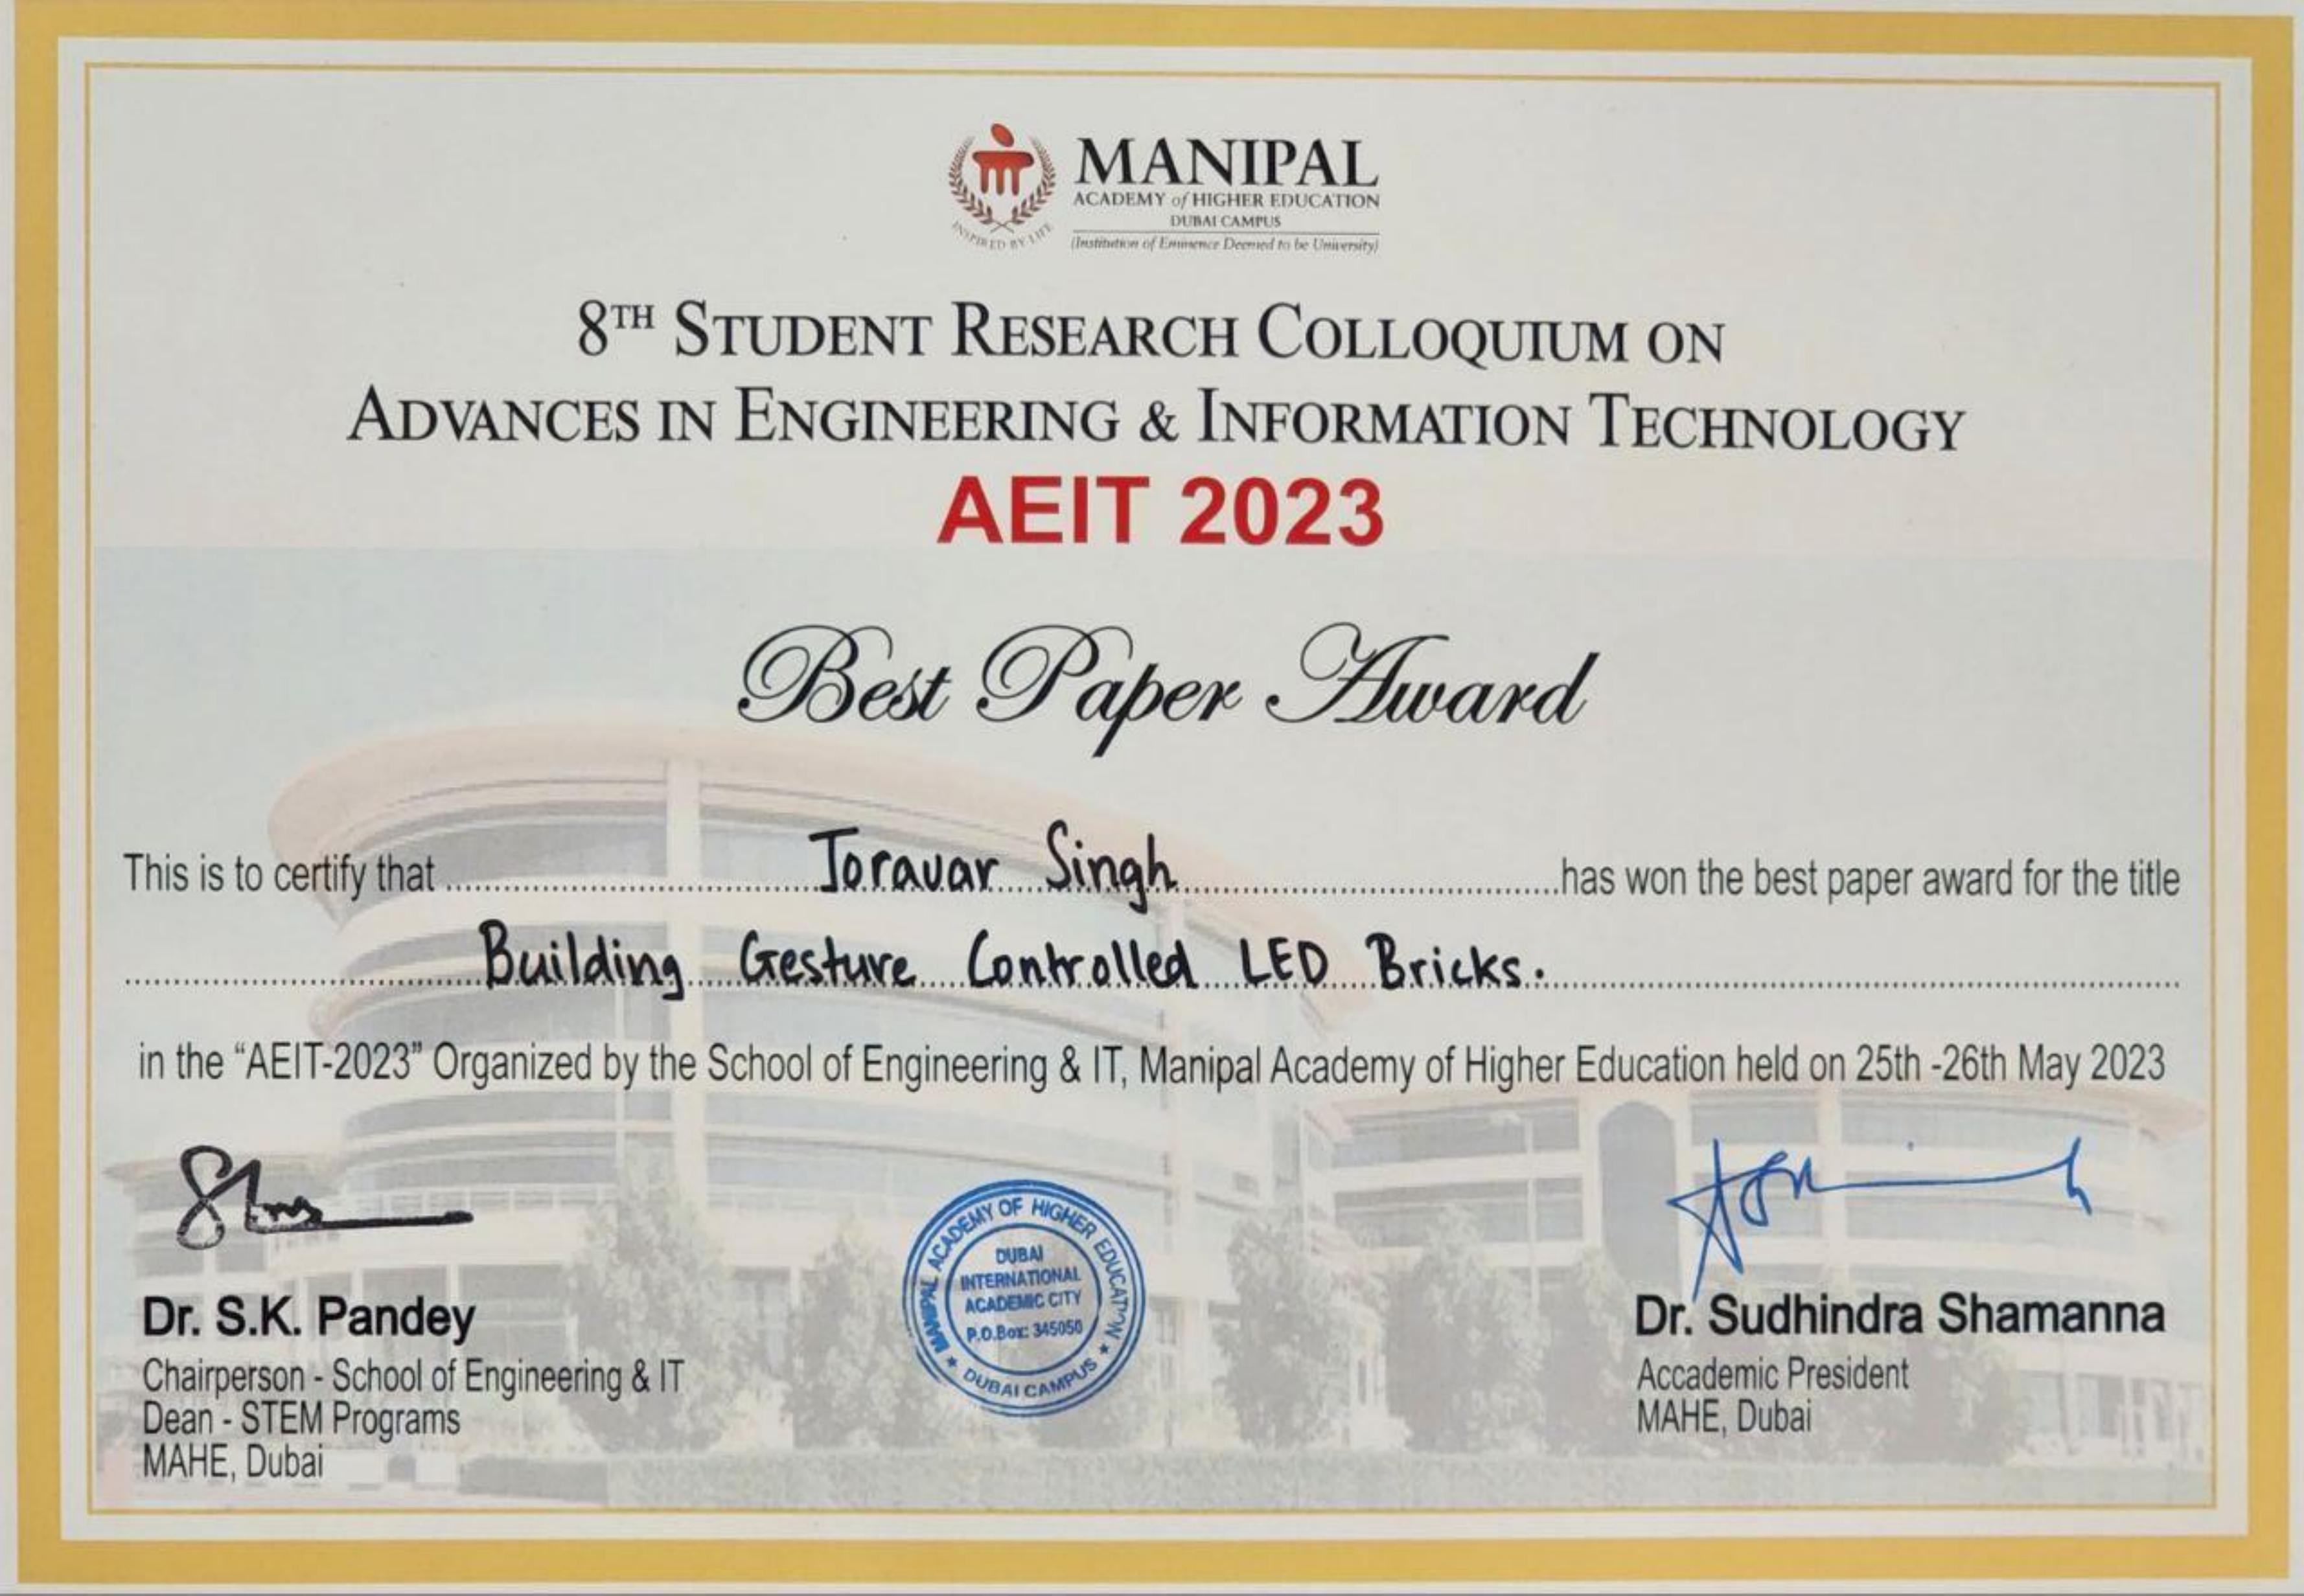 MANIPAL
ACADEMY of HIGHER EDUCATION
DUBAI CAMPUS
(Institution of Eminence Deemed to be University)
INSPIRED BY LIFE
8TH STUDENT RESEARCH COLLOQUIUM ON
ADVANCES IN ENGINEERING & INFORMATION TECHNOLOGY
AEIT 2023
Best Paper Award
This is to certify that Joravar Singh has won the best paper award for the title
Building Gesture Controlled LED Bricks.
in the “AEIT-2023” Organized by the School of Engineering & IT, Manipal Academy of Higher Education held on 25th -26th May 2023
MANIPAL ACADEMY OF HIGHER EDUCATION
DUBAI
INTERNATIONAL
ACADEMIC CITY
P.O.Box: 345050
★ DUBAI CAMPUS ★
Dr. S.K. Pandey
Chairperson - School of Engineering & IT
Dean - STEM Programs
MAHE, Dubai
Dr. Sudhindra Shamanna
Accademic President
MAHE, Dubai